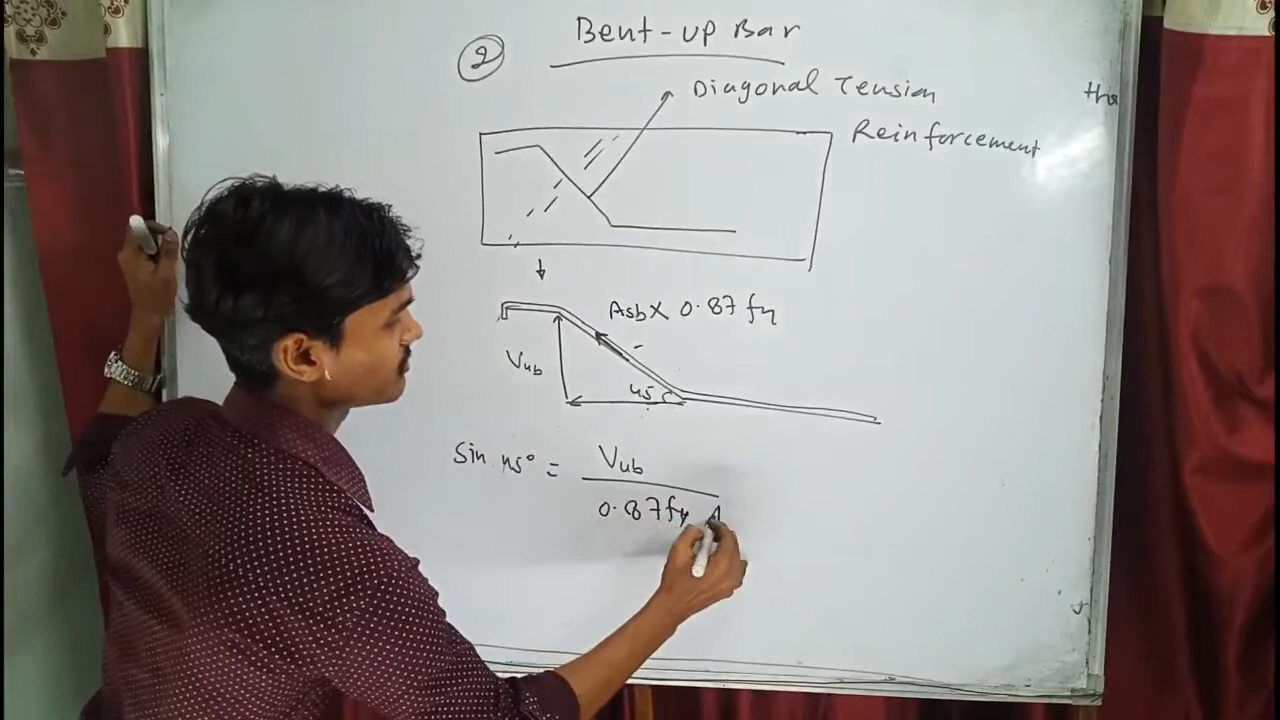 Bent-up Bar
2
Diagonal Tension
Reinforcement
Asb× 0.87 fy
Vub
45
Sin 45° = Vub
0.87fy A